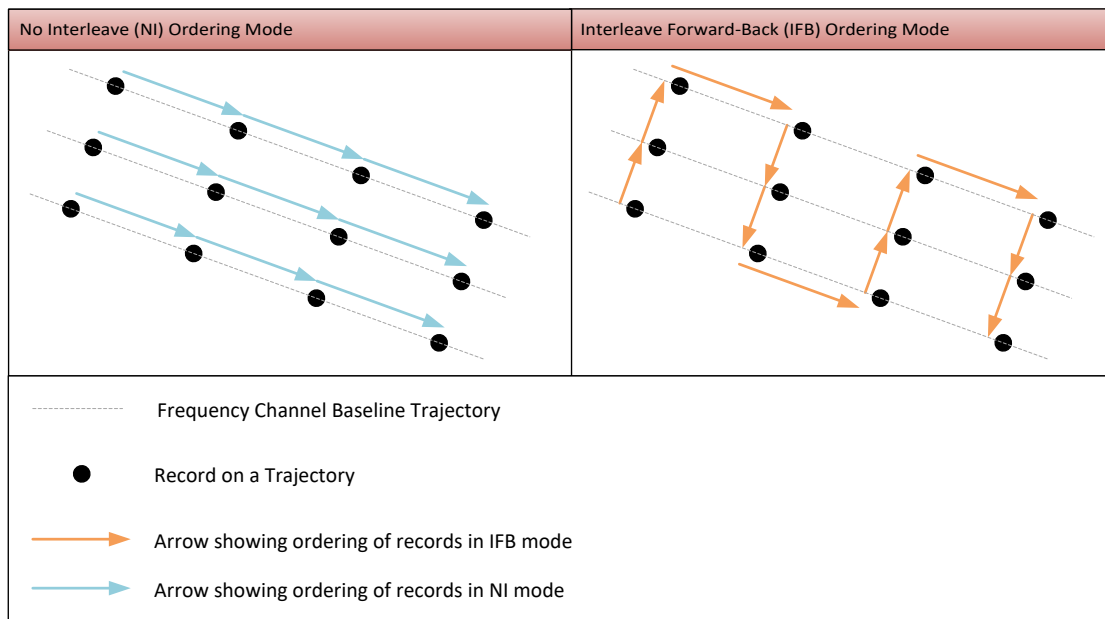 No Interleave (NI) Ordering Mode
Interleave Forward-Back (IFB) Ordering Mode
Frequency Channel Baseline Trajectory
Record on a Trajectory
Arrow showing ordering of records in IFB mode
Arrow showing ordering of records in NI mode